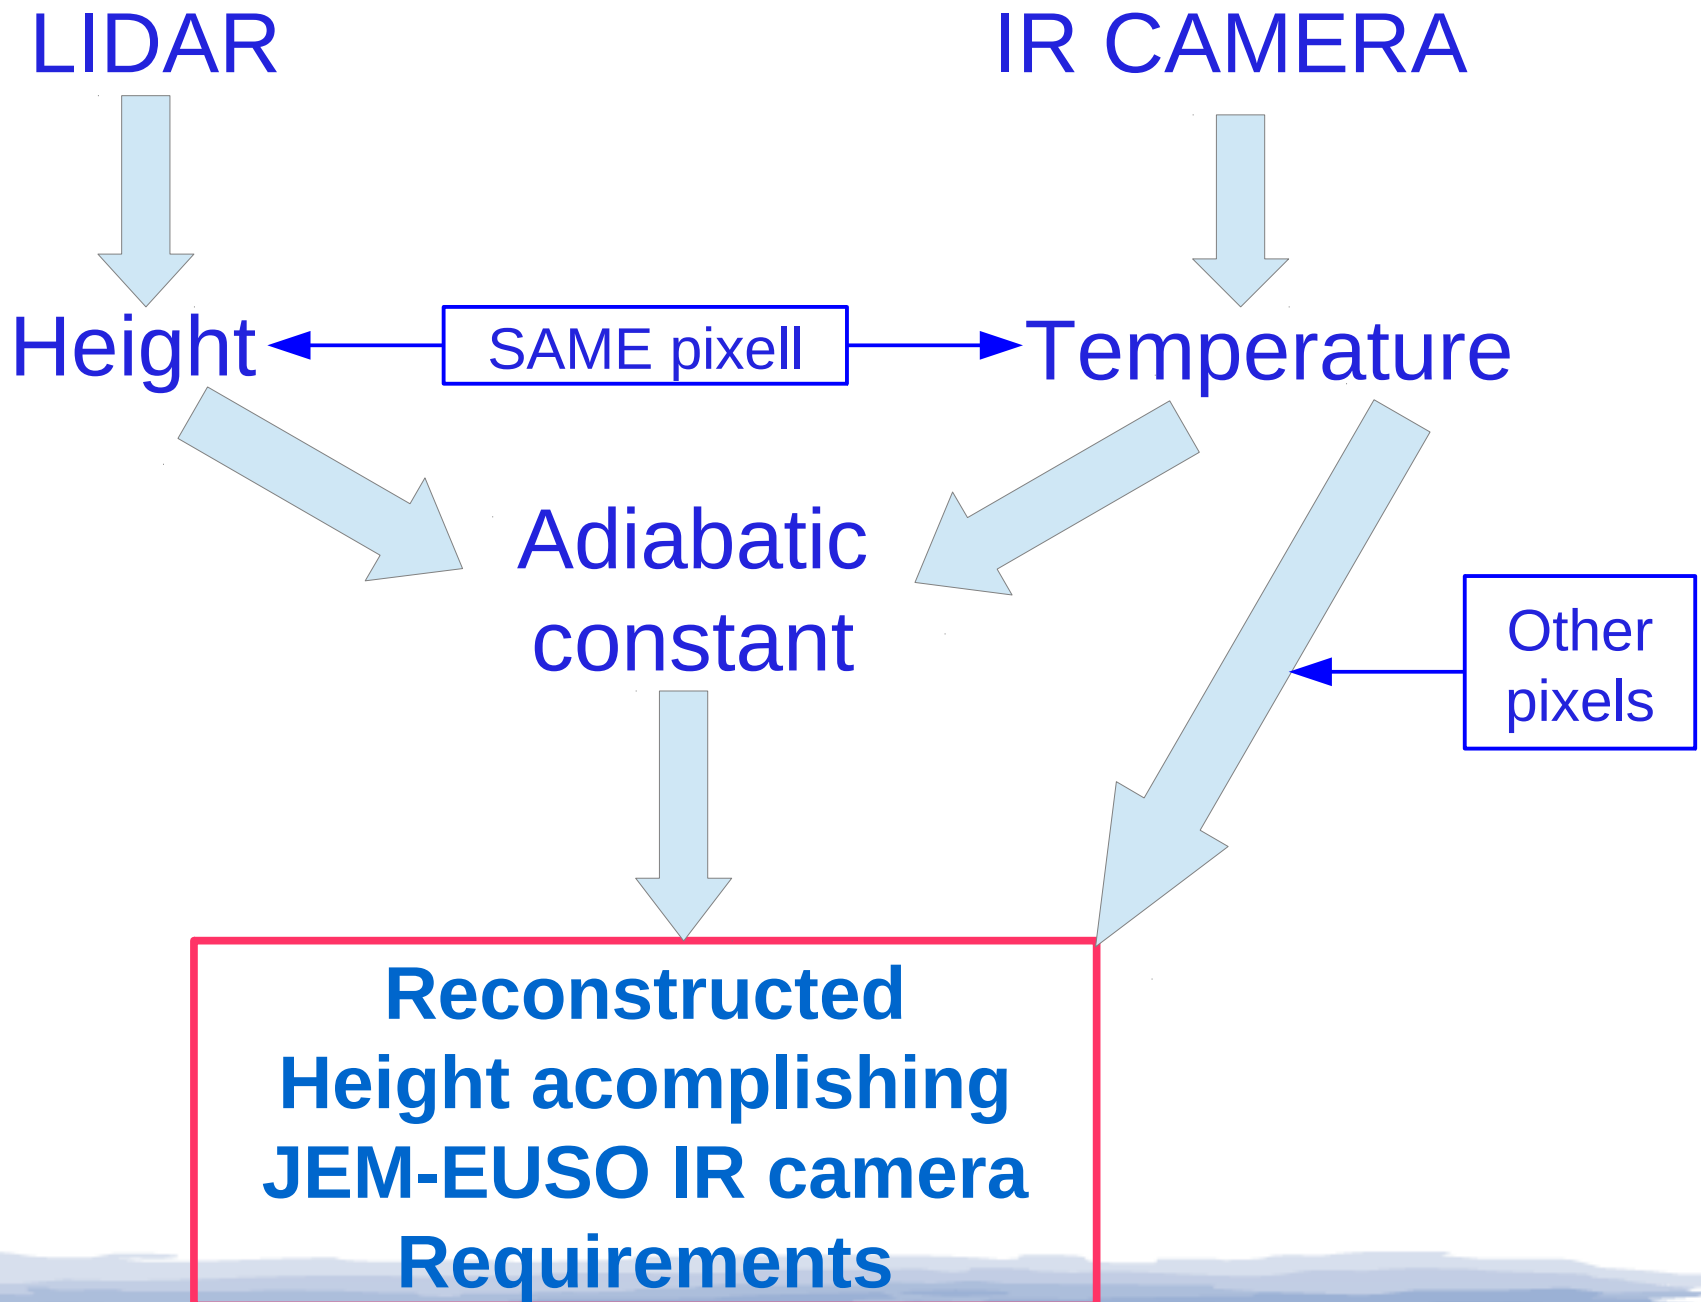 LIDAR
IR CAMERA
Height
SAME pixell
Temperature
Adiabatic
constant
Other
pixels
Reconstructed
Height acomplishing
JEM-EUSO IR camera
Requirements